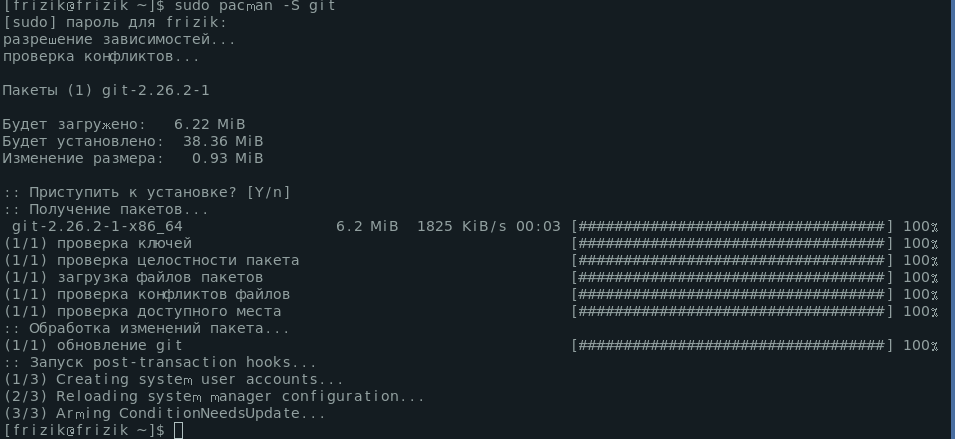 [frizik@frizik ~]$ sudo pacman -S git
[sudo] пароль для frizik:
разрешение зависимостей...
проверка конфликтов...
Пакеты (1) git-2.26.2-1
Будет загружено:   6.22 MiB
Будет установлено:  38.36 MiB
Изменение размера:   0.93 MiB
:: Приступить к установке? [Y/n]
:: Получение пакетов...
 git-2.26.2-1-x86_64                 6.2 MiB  1825 KiB/s 00:03 [##################################] 100%
(1/1) проверка ключей                                          [##################################] 100%
(1/1) проверка целостности пакета                              [##################################] 100%
(1/1) загрузка файлов пакетов                                  [##################################] 100%
(1/1) проверка конфликтов файлов                               [##################################] 100%
(1/1) проверка доступного места                                [##################################] 100%
:: Обработка изменений пакета...
(1/1) обновление git                                           [##################################] 100%
:: Запуск post-transaction hooks...
(1/3) Creating system user accounts...
(2/3) Reloading system manager configuration...
(3/3) Arming ConditionNeedsUpdate...
[frizik@frizik ~]$